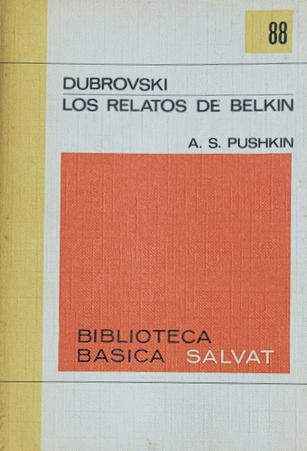 88
DUBROVSKI
LOS RELATOS DE BELKIN
A. S. PUSHKIN
BIBLIOTECA
BASICA SALVAT